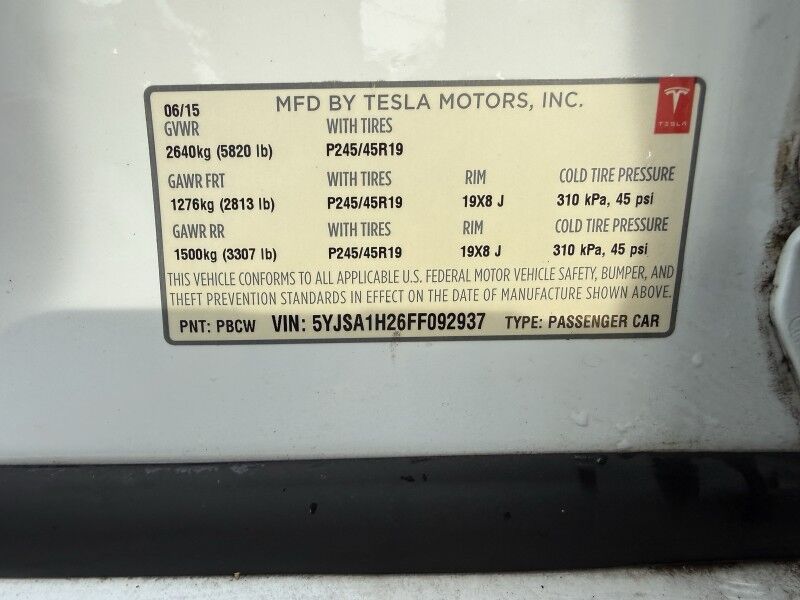 06/15 MFD BY TESLA MOTORS, INC. TESLA
GVWR WITH TIRES
2640kg (5820 lb) P245/45R19
GAWR FRT WITH TIRES RIM COLD TIRE PRESSURE
1276kg (2813 lb) P245/45R19 19X8 J 310 kPa, 45 psi
GAWR RR WITH TIRES RIM COLD TIRE PRESSURE
1500kg (3307 lb) P245/45R19 19X8 J 310 kPa, 45 psi
THIS VEHICLE CONFORMS TO ALL APPLICABLE U.S. FEDERAL MOTOR VEHICLE SAFETY, BUMPER, AND
THEFT PREVENTION STANDARDS IN EFFECT ON THE DATE OF MANUFACTURE SHOWN ABOVE.
PNT: PBCW VIN: 5YJSA1H26FF092937 TYPE: PASSENGER CAR